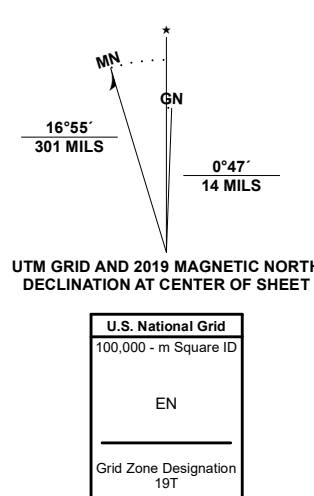 ★
MN
GN
16°55´
301 MILS
0°47´
14 MILS
UTM GRID AND 2019 MAGNETIC NORTH
DECLINATION AT CENTER OF SHEET
U.S. National Grid
100,000 - m Square ID
EN
Grid Zone Designation
19T